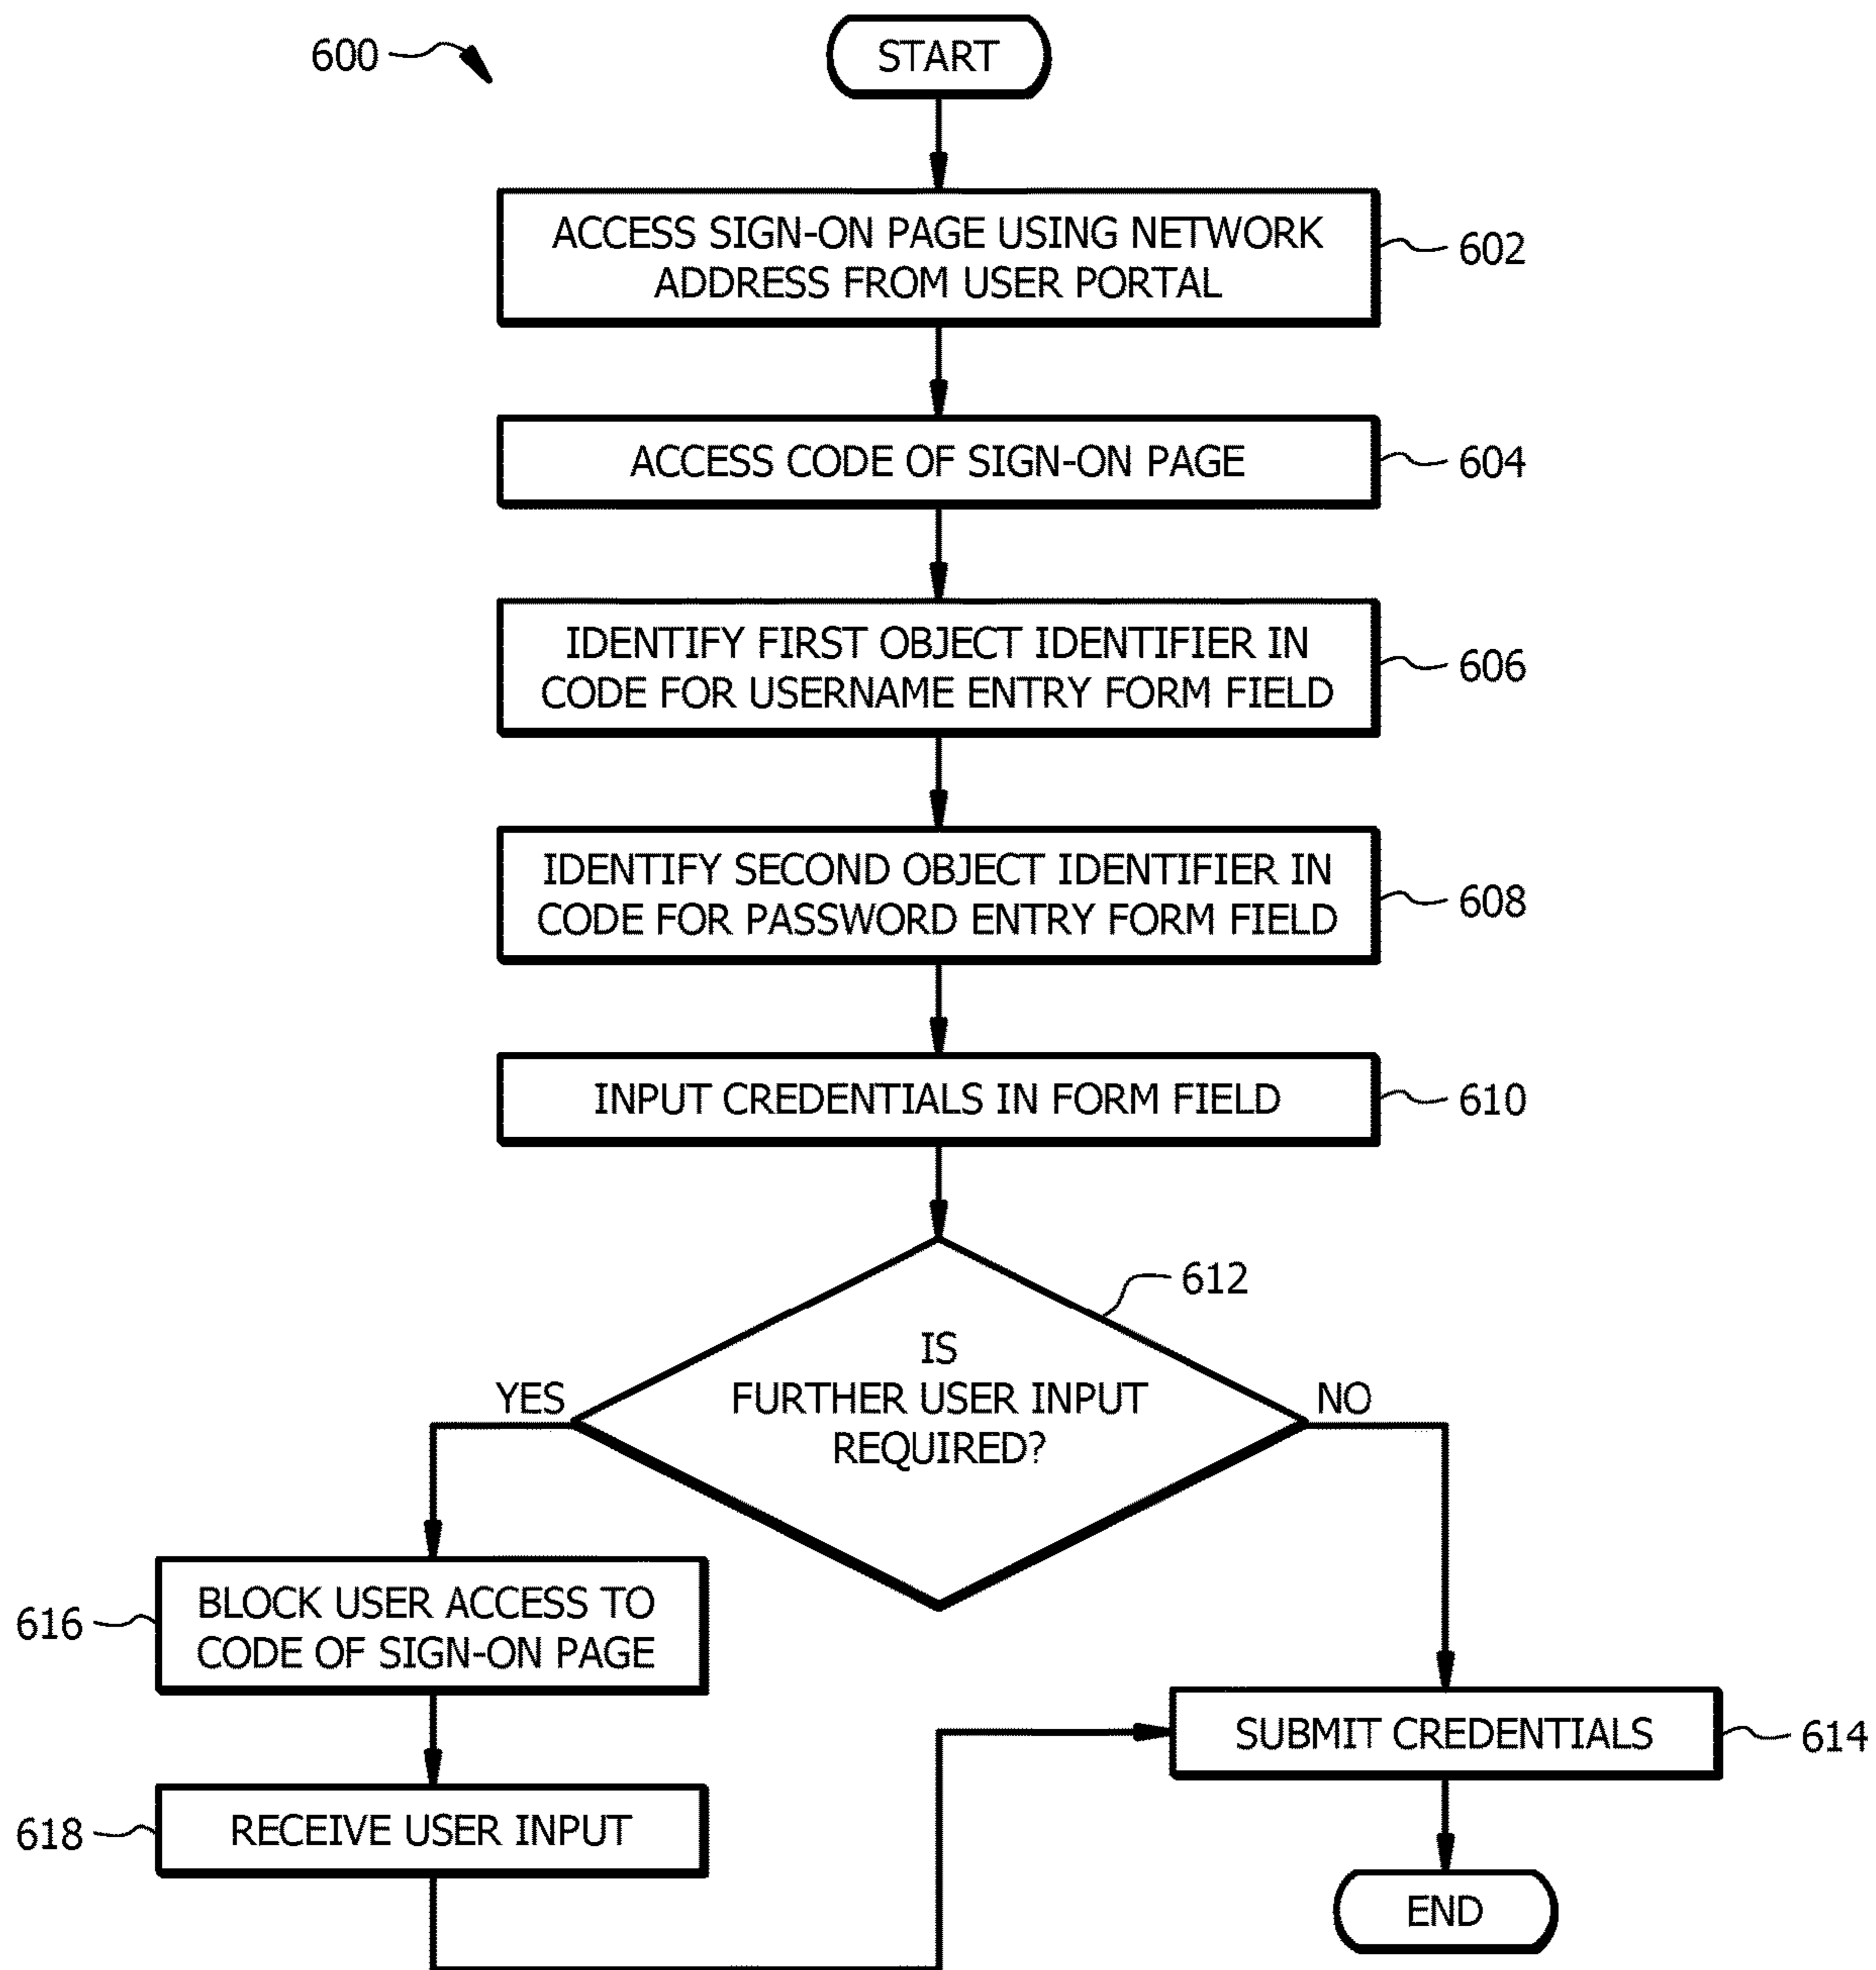 600
START
ACCESS SIGN-ON PAGE USING NETWORK
ADDRESS FROM USER PORTAL
602
ACCESS CODE OF SIGN-ON PAGE
604
IDENTIFY FIRST OBJECT IDENTIFIER IN
CODE FOR USERNAME ENTRY FORM FIELD
606
IDENTIFY SECOND OBJECT IDENTIFIER IN
CODE FOR PASSWORD ENTRY FORM FIELD
608
INPUT CREDENTIALS IN FORM FIELD
610
612
IS
FURTHER USER INPUT
REQUIRED?
YES
NO
BLOCK USER ACCESS TO
CODE OF SIGN-ON PAGE
616
SUBMIT CREDENTIALS
614
RECEIVE USER INPUT
618
END